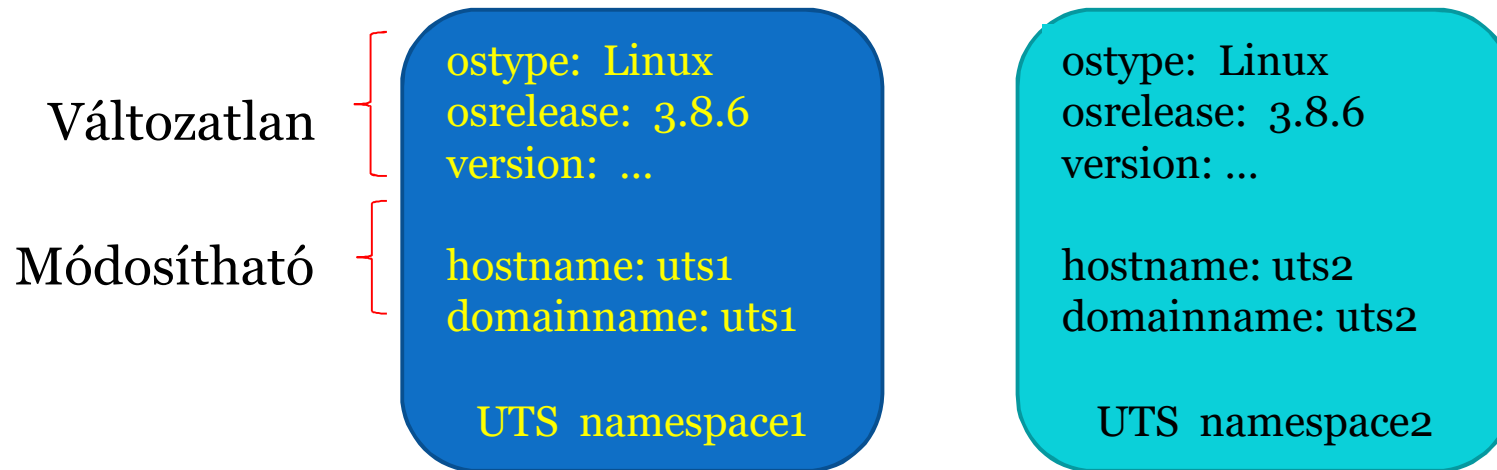 Változatlan
Módosítható
ostype: Linux
osrelease: 3.8.6
version: ...
hostname: uts1
domainname: uts1
UTS namespace1
ostype: Linux
osrelease: 3.8.6
version: ...
hostname: uts2
domainname: uts2
UTS namespace2